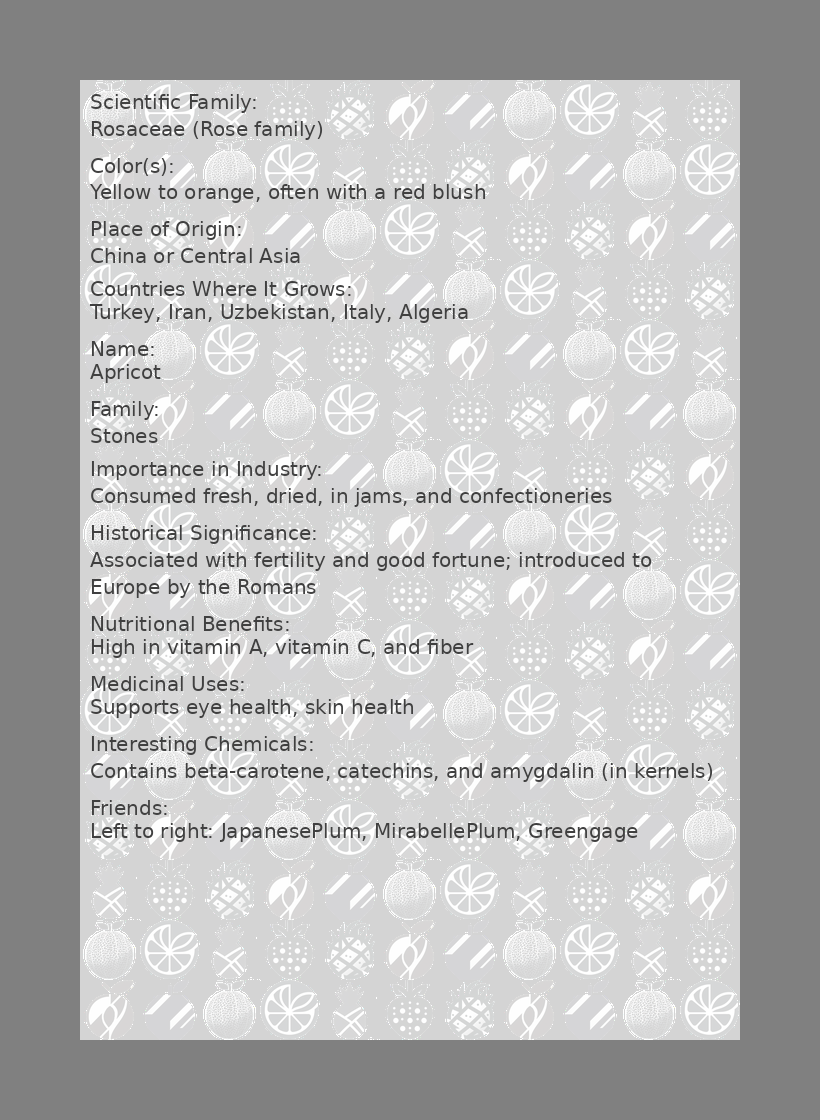 Scientific Family:
Rosaceae (Rose family)
Color(s):
Yellow to orange, often with a red blush
Place of Origin:
China or Central Asia
Countries Where It Grows:
Turkey, Iran, Uzbekistan, Italy, Algeria
Name:
Apricot
Family:
Stones
Importance in Industry:
Consumed fresh, dried, in jams, and confectioneries
Historical Significance:
Associated with fertility and good fortune; introduced to
Europe by the Romans
Nutritional Benefits:
High in vitamin A, vitamin C, and fiber
Medicinal Uses:
Supports eye health, skin health
Interesting Chemicals:
Contains beta-carotene, catechins, and amygdalin (in kernels)
Friends:
Left to right: JapanesePlum, MirabellePlum, Greengage